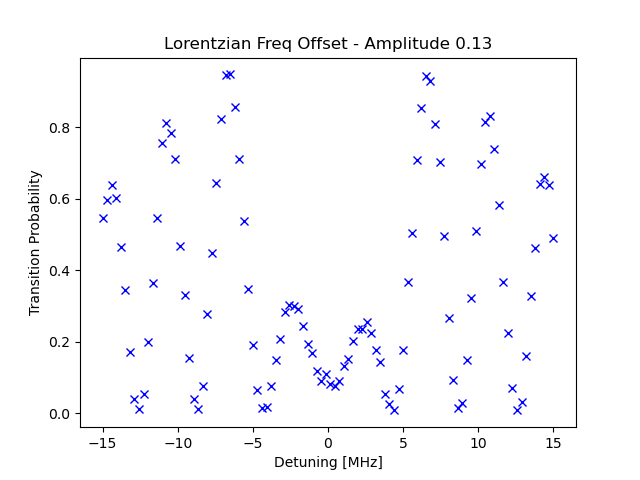 Lorentzian Freq Offset - Amplitude 0.13
Transition Probability
0.8
0.6
0.4
0.2
0.0
−15 −10 −5 0 5 10 15
Detuning [MHz]